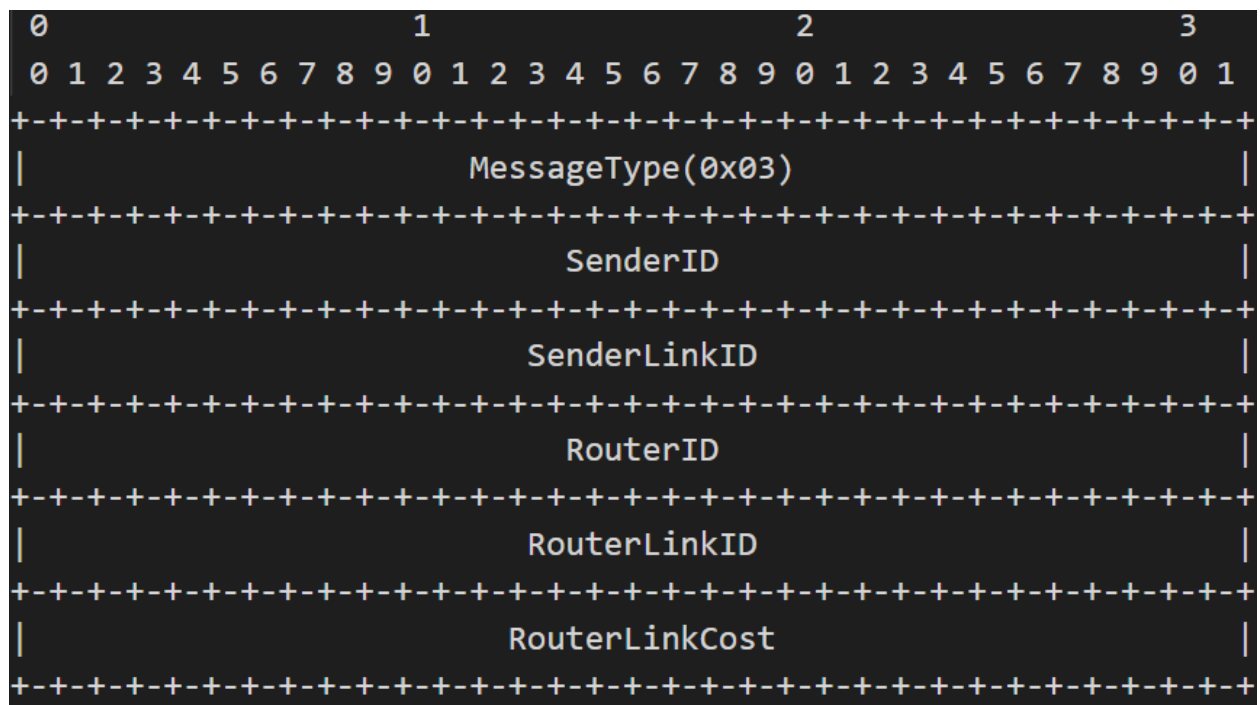 0                   1                   2                   3
 0 1 2 3 4 5 6 7 8 9 0 1 2 3 4 5 6 7 8 9 0 1 2 3 4 5 6 7 8 9 0 1
+-+-+-+-+-+-+-+-+-+-+-+-+-+-+-+-+-+-+-+-+-+-+-+-+-+-+-+-+-+-+-+-+
|                       MessageType(0x03)                       |
+-+-+-+-+-+-+-+-+-+-+-+-+-+-+-+-+-+-+-+-+-+-+-+-+-+-+-+-+-+-+-+-+
|                            SenderID                           |
+-+-+-+-+-+-+-+-+-+-+-+-+-+-+-+-+-+-+-+-+-+-+-+-+-+-+-+-+-+-+-+-+
|                          SenderLinkID                         |
+-+-+-+-+-+-+-+-+-+-+-+-+-+-+-+-+-+-+-+-+-+-+-+-+-+-+-+-+-+-+-+-+
|                            RouterID                           |
+-+-+-+-+-+-+-+-+-+-+-+-+-+-+-+-+-+-+-+-+-+-+-+-+-+-+-+-+-+-+-+-+
|                          RouterLinkID                         |
+-+-+-+-+-+-+-+-+-+-+-+-+-+-+-+-+-+-+-+-+-+-+-+-+-+-+-+-+-+-+-+-+
|                         RouterLinkCost                        |
+-+-+-+-+-+-+-+-+-+-+-+-+-+-+-+-+-+-+-+-+-+-+-+-+-+-+-+-+-+-+-+-+